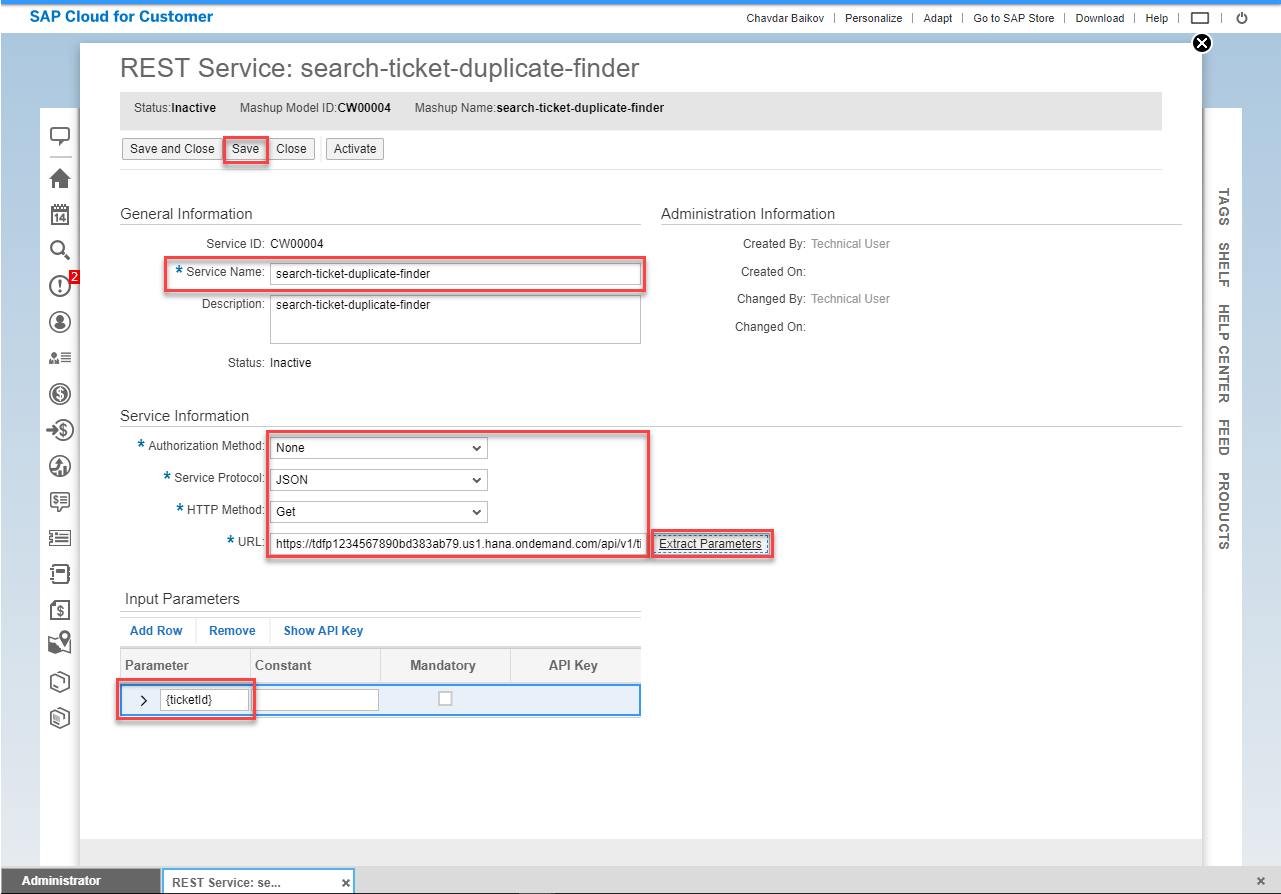 SAP Cloud for Customer
Chavdar Baikov | Personalize | Adapt | Go to SAP Store | Download | Help
REST Service: search-ticket-duplicate-finder
Status:Inactive Mashup Model ID:CW00004 Mashup Name:search-ticket-duplicate-finder
Save and Close Save Close Activate
General Information
Service ID: CW00004
* Service Name: search-ticket-duplicate-finder
Description: search-ticket-duplicate-finder
Status: Inactive
Administration Information
Created By: Technical User
Created On:
Changed By: Technical User
Changed On:
Service Information
* Authorization Method: None
* Service Protocol: JSON
* HTTP Method: Get
* URL: https://tdfp1234567890bd383ab79.us1.hana.ondemand.com/api/v1/ti Extract Parameters
Input Parameters
Add Row Remove Show API Key
Parameter Constant Mandatory API Key
{ticketId}
14
2
TAGS
SHELF
HELP CENTER
FEED
PRODUCTS
Administrator REST Service: se...